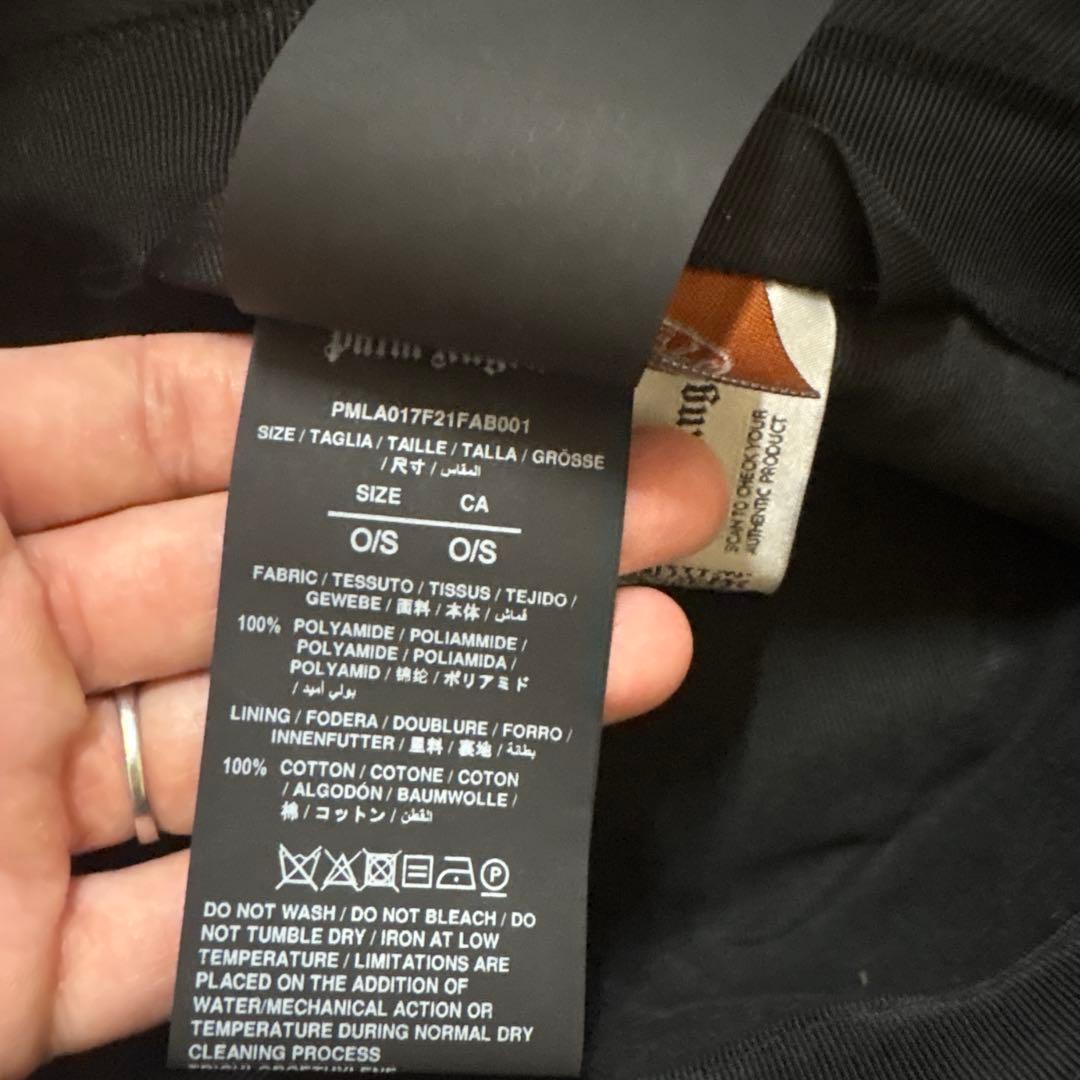 PMLA017F21FAB001
SIZE / TAGLIA / TAILLE / TALLA / GRÖSSE
/ 尺寸 / المقاس
SIZE CA
O/S O/S
FABRIC / TESSUTO / TISSUS / TEJIDO /
GEWEBE / 面料 / 本体 / قماش
100% POLYAMIDE / POLIAMMIDE /
POLYAMIDE / POLIAMIDA /
POLYAMID / 锦纶 / ポリアミド
/ بولي أميد
LINING / FODERA / DOUBLURE / FORRO /
INNENFUTTER / 里料 / 裏地 / بطانة
100% COTTON / COTONE / COTON
/ ALGODÓN / BAUMWOLLE /
棉 / コットン / القطن
P
DO NOT WASH / DO NOT BLEACH / DO
NOT TUMBLE DRY / IRON AT LOW
TEMPERATURE / LIMITATIONS ARE
PLACED ON THE ADDITION OF
WATER/MECHANICAL ACTION OR
TEMPERATURE DURING NORMAL DRY
CLEANING PROCESS
SCAN TO CHECK YOUR
AUTHENTIC PRODUCT